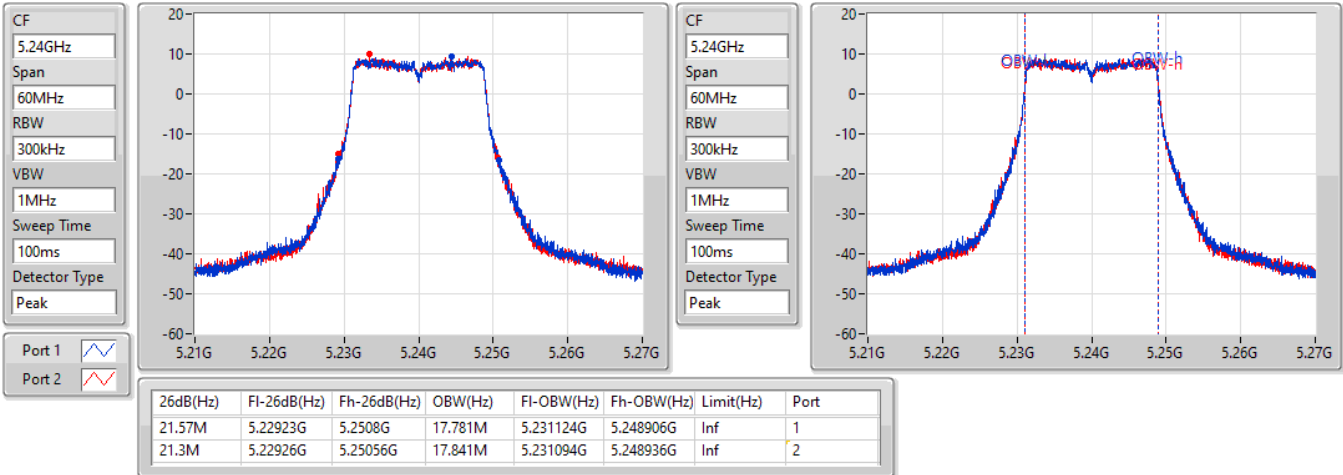 CF
5.24GHz
Span
60MHz
RBW
300kHz
VBW
1MHz
Sweep Time
100ms
Detector Type
Peak
Port 1
Port 2
20
10
0
-10
-20
-30
-40
-50
-60
5.21G 5.22G 5.23G 5.24G 5.25G 5.26G 5.27G
CF
5.24GHz
Span
60MHz
RBW
300kHz
VBW
1MHz
Sweep Time
100ms
Detector Type
Peak
20
10
0
-10
-20
-30
-40
-50
-60
OBW-h
5.21G 5.22G 5.23G 5.24G 5.25G 5.26G 5.27G
26dB(Hz) Fl-26dB(Hz) Fh-26dB(Hz) OBW(Hz) Fl-OBW(Hz) Fh-OBW(Hz) Limit(Hz) Port
21.57M 5.22923G 5.2508G 17.781M 5.231124G 5.248906G Inf 1
21.3M 5.22926G 5.25056G 17.841M 5.231094G 5.248936G Inf 2